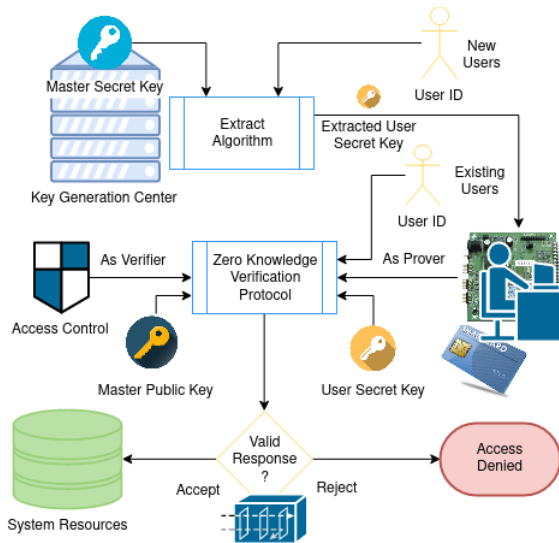 New
Users
Master Secret Key
User ID
Extract
Algorithm
Extracted User
Secret Key
Key Generation Center
Existing
Users
User ID
As Verifier
Zero Knowledge
Verification
Protocol
As Prover
Access Control
Master Public Key
User Secret Key
Valid
Response
?
Access
Denied
Accept
Reject
System Resources